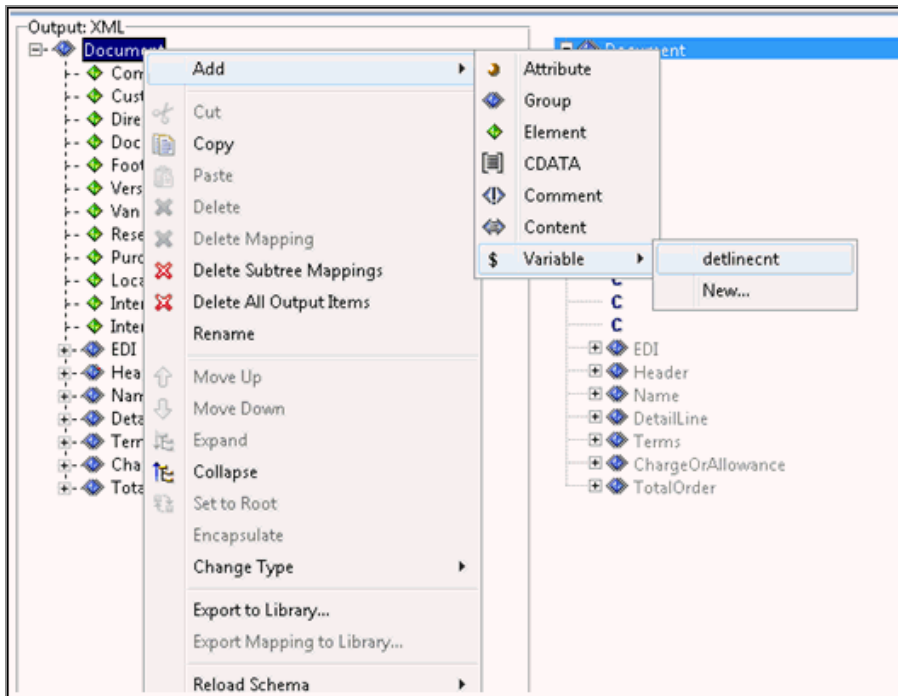 Output: XML
Document
Com
Cust
Dire
Doc
Foot
Vers
Van
Rese
Purc
Loca
Inter
Inter
EDI
Hea
Nam
Deta
Term
Cha
Tota
Add
Cut
Copy
Paste
Delete
Delete Mapping
Delete Subtree Mappings
Delete All Output Items
Rename
Move Up
Move Down
Expand
Collapse
Set to Root
Encapsulate
Change Type
Export to Library...
Export Mapping to Library...
Reload Schema
Attribute
Group
Element
CDATA
Comment
Content
$ Variable
detlinecnt
New...
Document
C
C
C
EDI
Header
Name
DetailLine
Terms
ChargeOrAllowance
TotalOrder